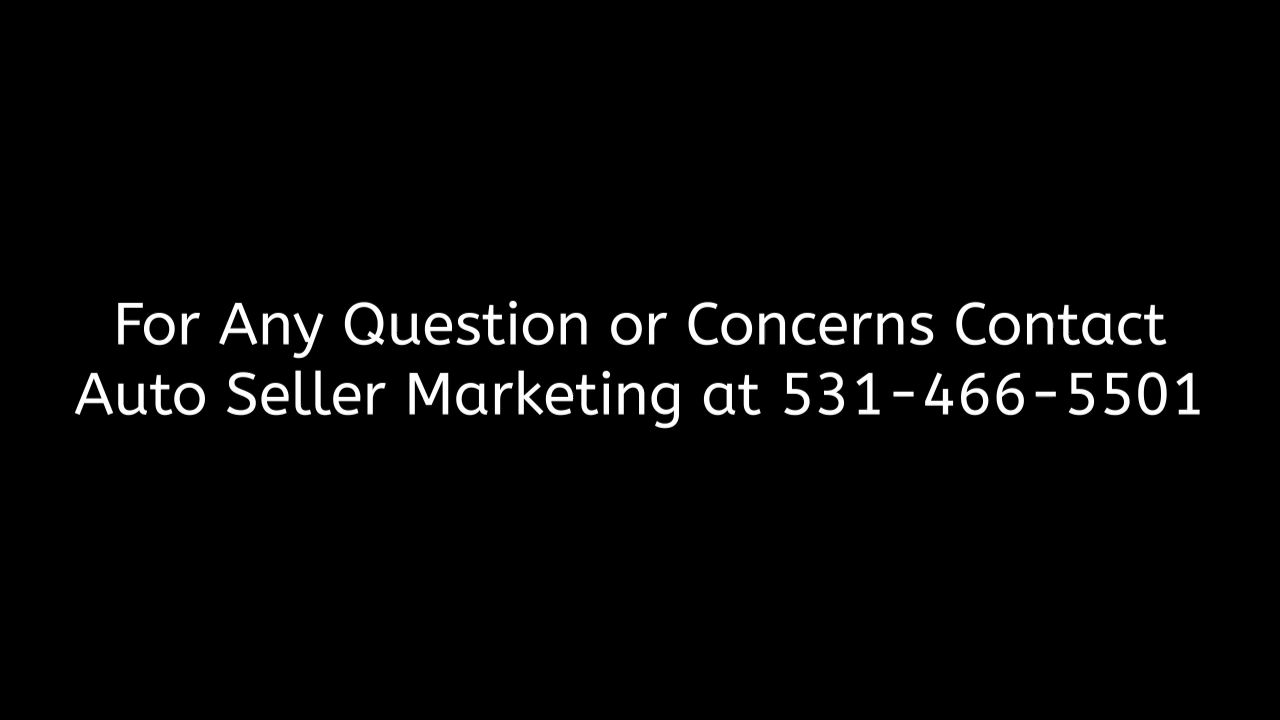 For Any Question or Concerns Contact
Auto Seller Marketing at 531-466-5501